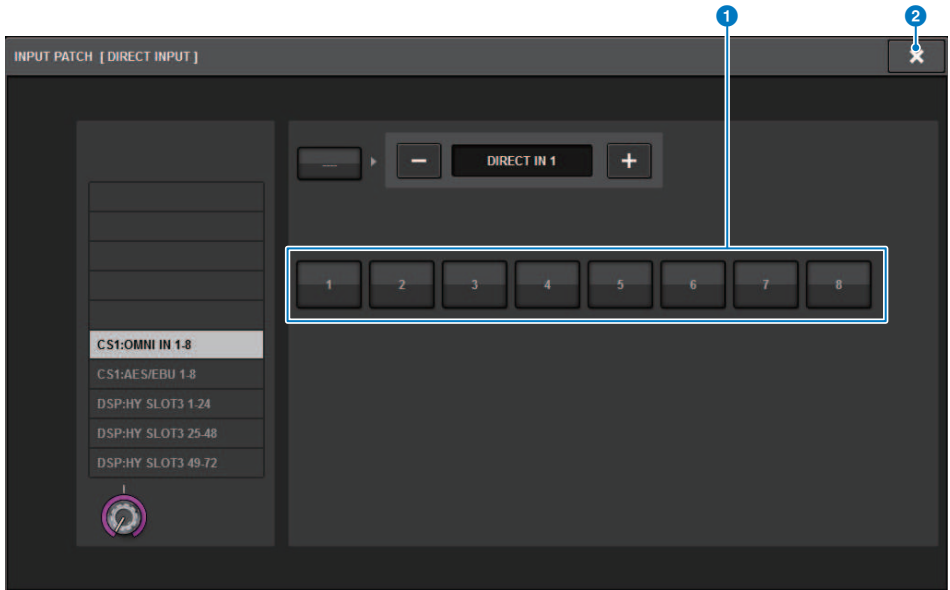 1
2
INPUT PATCH [ DIRECT INPUT ]
DIRECT IN 1
1 2 3 4 5 6 7 8
CS1:OMNI IN 1-8
CS1:AES/EBU 1-8
DSP:HY SLOT3 1-24
DSP:HY SLOT3 25-48
DSP:HY SLOT3 49-72